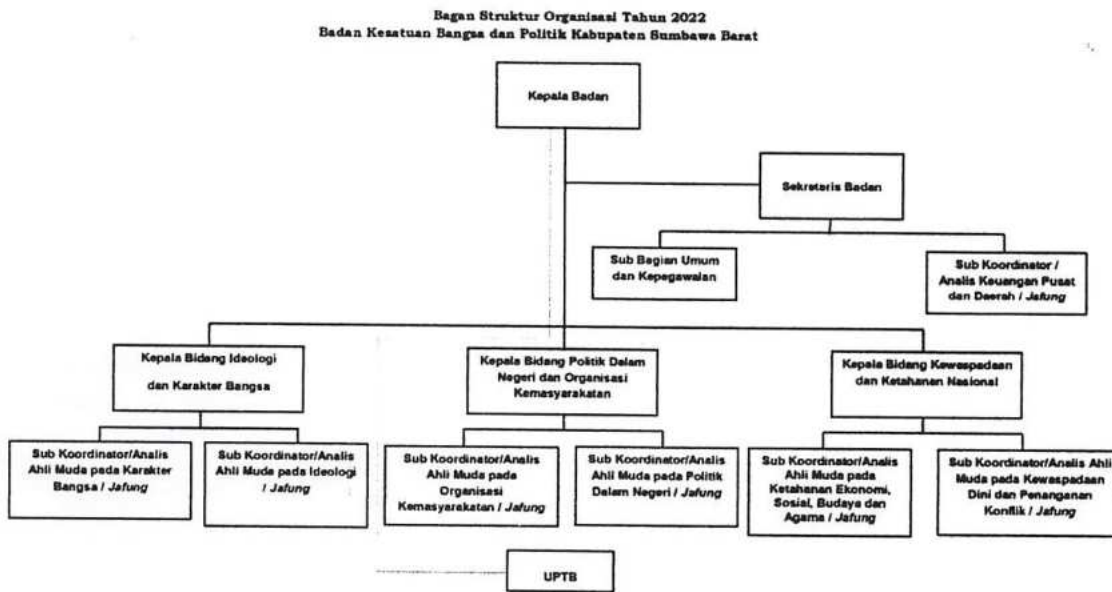 Bagan Struktur Organisasi Tahun 2022
Badan Kesatuan Bangsa dan Politik Kabupaten Sumbawa Barat
Kepala Badan
Sekretaris Badan
Sub Bagian Umum
dan Kepegawaian
Sub Koordinator /
Analis Keuangan Pusat
dan Daerah / Jafung
Kepala Bidang Ideologi
dan Karakter Bangsa
Kepala Bidang Politik Dalam
Negeri dan Organisasi
Kemasyarakatan
Kepala Bidang Kewaspadaan
dan Ketahanan Nasional
Sub Koordinator/Analis
Ahli Muda pada Karakter
Bangsa / Jafung
Sub Koordinator/Analis
Ahli Muda pada Ideologi
/ Jafung
Sub Koordinator/Analis
Ahli Muda pada
Organisasi
Kemasyarakatan / Jafung
Sub Koordinator/Analis
Ahli Muda pada Politik
Dalam Negeri / Jafung
Sub Koordinator/Analis
Ahli Muda pada
Ketahanan Ekonomi,
Sosial, Budaya dan
Agama / Jafung
Sub Koordinator/Analis Ahli
Muda pada Kewaspadaan
Dini dan Penanganan
Konflik / Jafung
UPTB